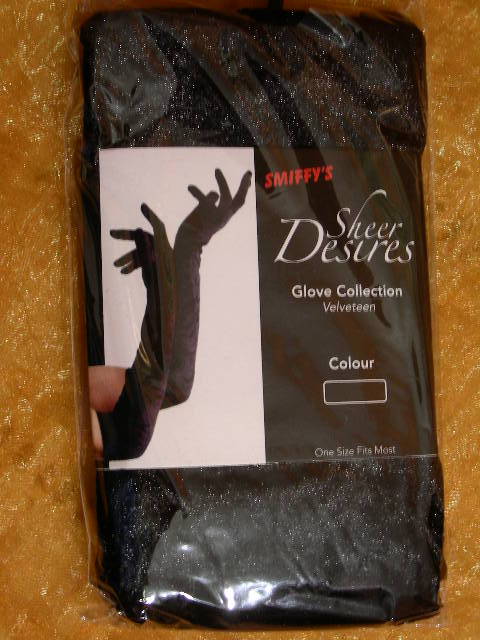 SMIFFY'S
Sheer
Desires
Glove Collection
Velveteen
Colour
One Size Fits Most